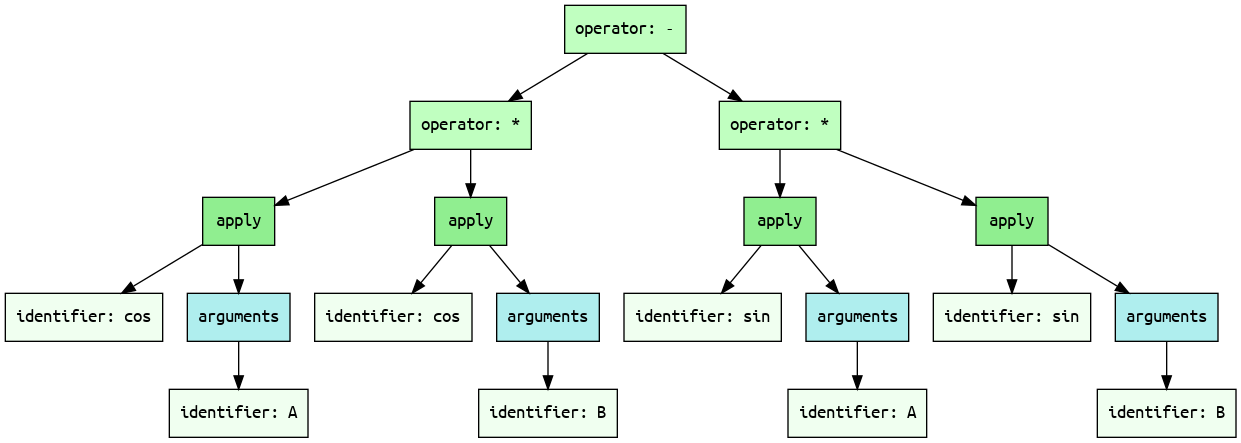 operator: -
operator: *
operator: *
apply
apply
apply
apply
identifier: cos
arguments
identifier: cos
arguments
identifier: sin
arguments
identifier: sin
arguments
identifier: A
identifier: B
identifier: A
identifier: B